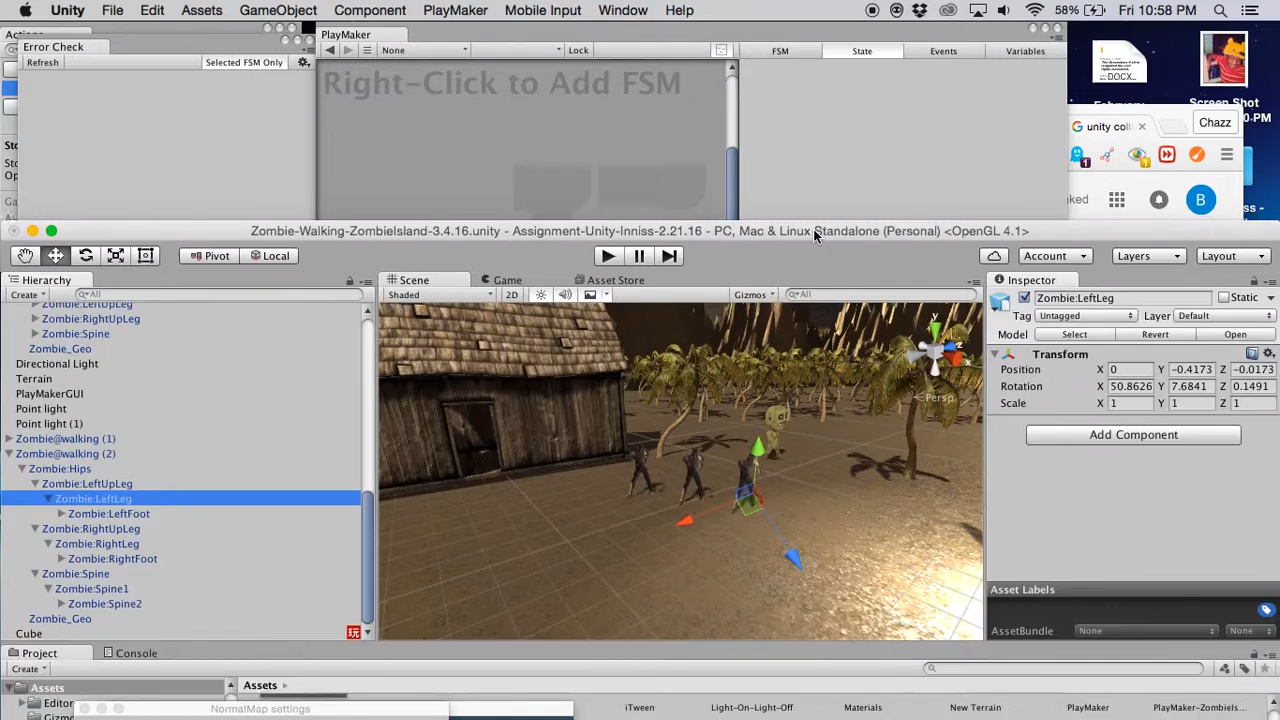 Unity File Edit Assets GameObject Component PlayMaker Mobile Input Window Help 58% Fri 10:58 PM
Error Check
Refresh Selected FSM Only
PlayMaker
None Lock FSM State Events Variables
Right-Click to Add FSM
DOCX
Screen Shot
unity coll Chazz
B
Zombie-Walking-ZombieIsland-3.4.16.unity - Assignment-Unity-Inniss-2.21.16 - PC, Mac & Linux Standalone (Personal) <OpenGL 4.1>
Pivot Local Account Layers Layout
Hierarchy
Create All
Zombie:LeftUpLeg
Zombie:RightUpLeg
Zombie:Spine
Zombie_Geo
Directional Light
Terrain
PlayMakerGUI
Point light
Point light (1)
Zombie@walking (1)
Zombie@walking (2)
Zombie:Hips
Zombie:LeftUpLeg
Zombie:LeftLeg
Zombie:LeftFoot
Zombie:RightUpLeg
Zombie:RightLeg
Zombie:RightFoot
Zombie:Spine
Zombie:Spine1
Zombie:Spine2
Zombie_Geo
Cube 玩
Scene Game Asset Store
Shaded 2D Gizmos All
y
z
x
Persp
Inspector
Zombie:LeftLeg Static
Tag Untagged Layer Default
Model Select Revert Open
Transform
Position X 0 Y -0.4173 Z -0.0173
Rotation X 50.8626 Y 7.6841 Z 0.1491
Scale X 1 Y 1 Z 1
Add Component
Asset Labels
AssetBundle None None
Project Console
Create
Assets
Editor
Gizm
NormalMap settings
Assets
iTween Light-On-Light-Off Materials New Terrain PlayMaker PlayMaker-Zombiels...